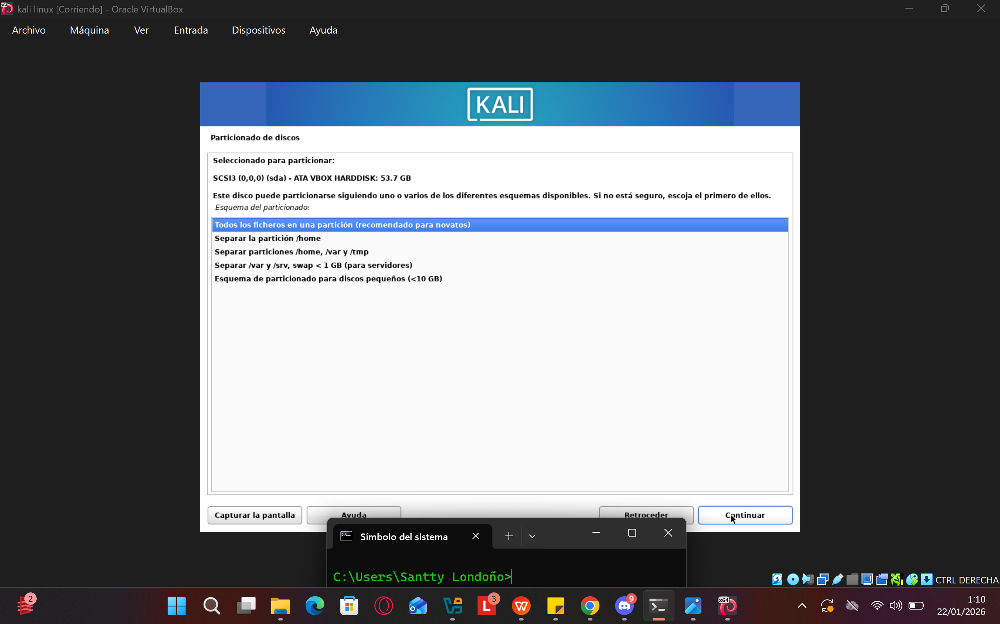 kali linux [Corriendo] - Oracle VirtualBox
Archivo Máquina Ver Entrada Dispositivos Ayuda
KALI
Particionado de discos
Seleccionado para particionar:
SCSI3 (0,0,0) (sda) - ATA VBOX HARDDISK: 53.7 GB
Este disco puede particionarse siguiendo uno o varios de los diferentes esquemas disponibles. Si no está seguro, escoja el primero de ellos.
Esquema del particionado:
Todos los ficheros en una partición (recomendado para novatos)
Separar la partición /home
Separar particiones /home, /var y /tmp
Separar /var y /srv, swap < 1 GB (para servidores)
Esquema de particionado para discos pequeños (<10 GB)
Capturar la pantalla Ayuda Retroceder Continuar
Símbolo del sistema
C:\Users\Santty Londoño>
CTRL DERECHA
2
3
9
x64
1:10
22/01/2026